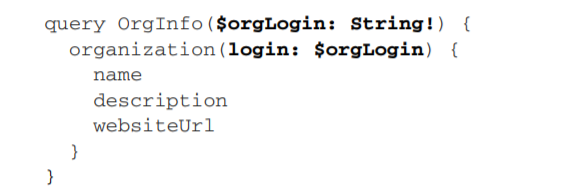 query OrgInfo($orgLogin: String!) {
  organization(login: $orgLogin) {
    name
    description
    websiteUrl
  }
}